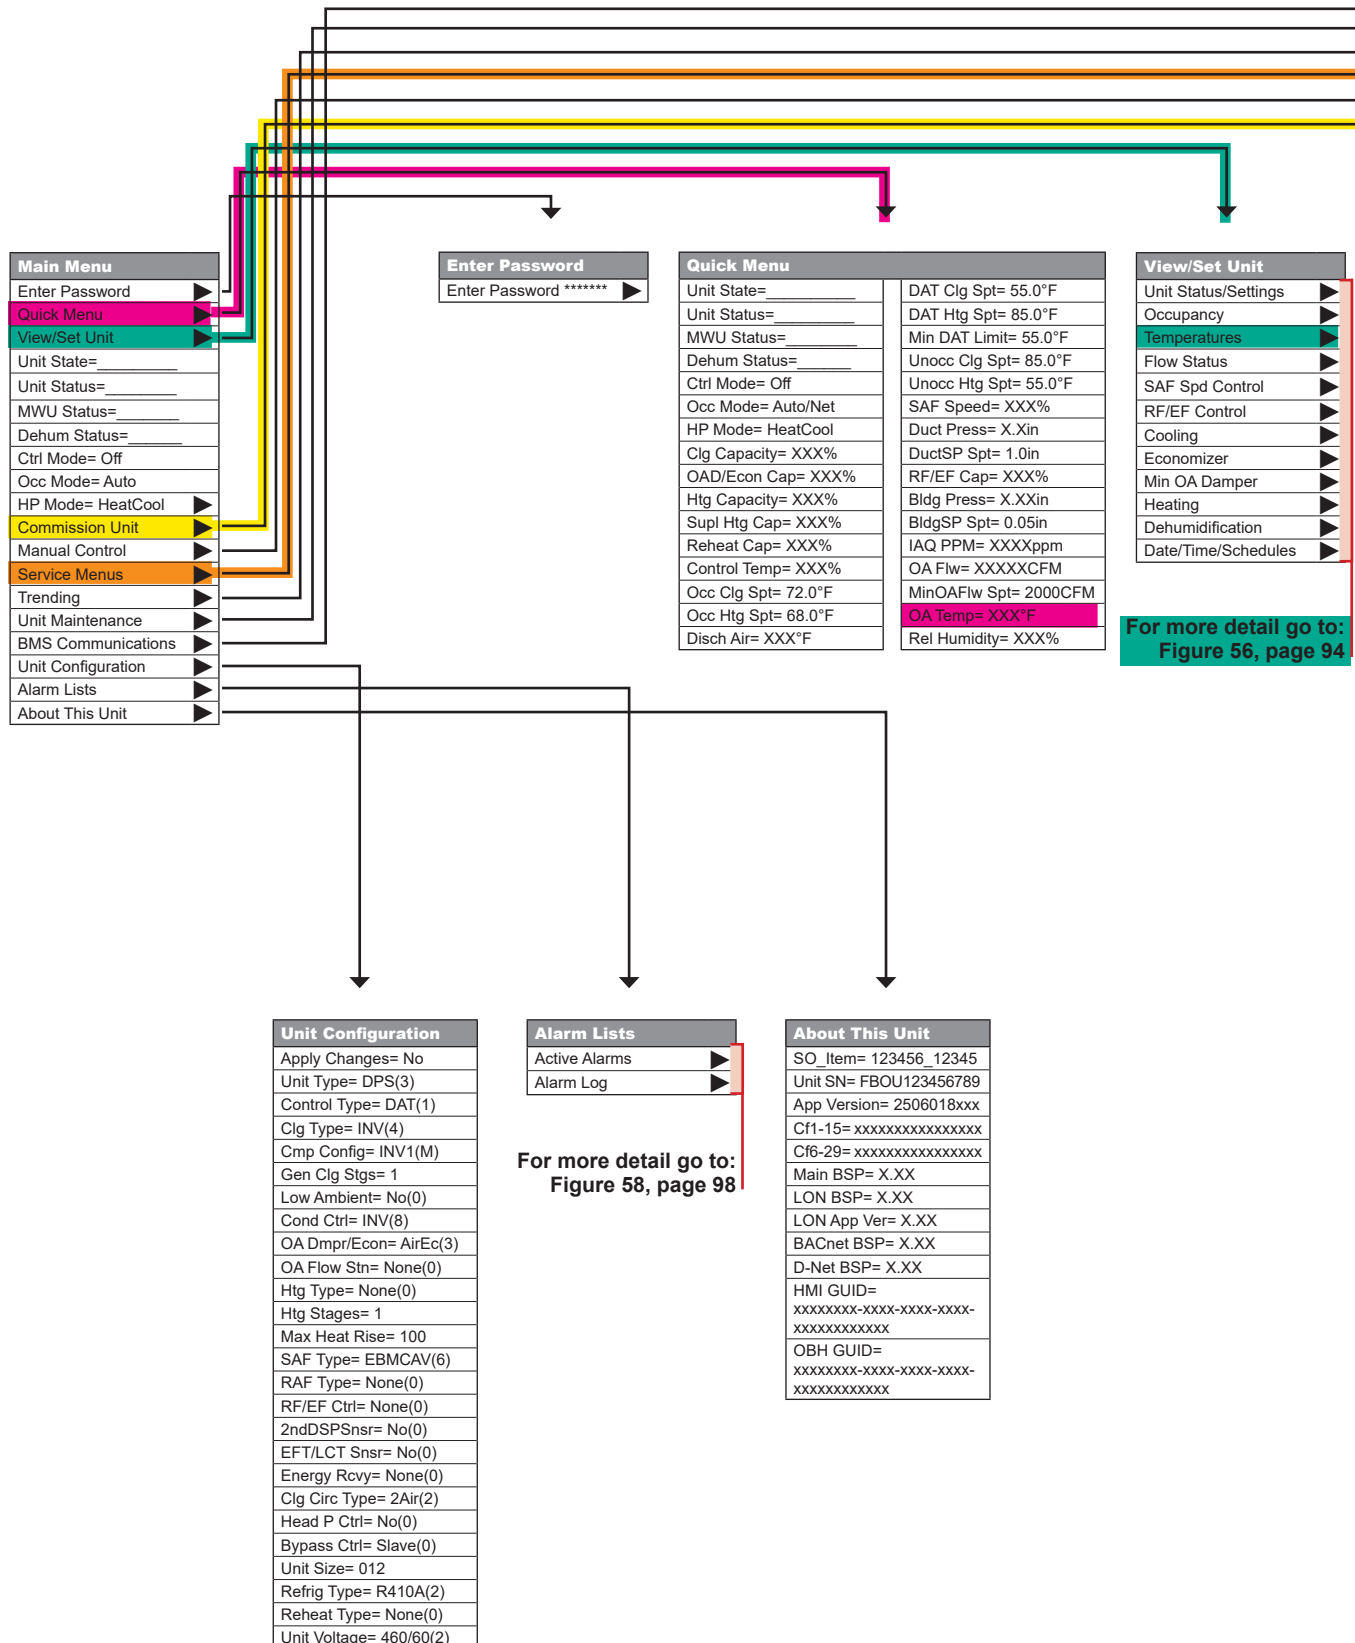 Main Menu
Enter Password
Quick Menu
View/Set Unit
Unit State=__________
Unit Status=_________
MWU Status=_______
Dehum Status=______
Ctrl Mode= Off
Occ Mode= Auto
HP Mode= HeatCool
Commission Unit
Manual Control
Service Menus
Trending
Unit Maintenance
BMS Communications
Unit Configuration
Alarm Lists
About This Unit
Enter Password
Enter Password *******
Quick Menu
Unit State=__________
Unit Status=_________
MWU Status=________
Dehum Status=______
Ctrl Mode= Off
Occ Mode= Auto/Net
HP Mode= HeatCool
Clg Capacity= XXX%
OAD/Econ Cap= XXX%
Htg Capacity= XXX%
Supl Htg Cap= XXX%
Reheat Cap= XXX%
Control Temp= XXX%
Occ Clg Spt= 72.0°F
Occ Htg Spt= 68.0°F
Disch Air= XXX°F
DAT Clg Spt= 55.0°F
DAT Htg Spt= 85.0°F
Min DAT Limit= 55.0°F
Unocc Clg Spt= 85.0°F
Unocc Htg Spt= 55.0°F
SAF Speed= XXX%
Duct Press= X.Xin
DuctSP Spt= 1.0in
RF/EF Cap= XXX%
Bldg Press= X.XXin
BldgSP Spt= 0.05in
IAQ PPM= XXXXppm
OA Flw= XXXXXCFM
MinOAFlw Spt= 2000CFM
OA Temp= XXX°F
Rel Humidity= XXX%
View/Set Unit
Unit Status/Settings
Occupancy
Temperatures
Flow Status
SAF Spd Control
RF/EF Control
Cooling
Economizer
Min OA Damper
Heating
Dehumidification
Date/Time/Schedules
For more detail go to:
Figure 56, page 94
Unit Configuration
Apply Changes= No
Unit Type= DPS(3)
Control Type= DAT(1)
Clg Type= INV(4)
Cmp Config= INV1(M)
Gen Clg Stgs= 1
Low Ambient= No(0)
Cond Ctrl= INV(8)
OA Dmpr/Econ= AirEc(3)
OA Flow Stn= None(0)
Htg Type= None(0)
Htg Stages= 1
Max Heat Rise= 100
SAF Type= EBMCAV(6)
RAF Type= None(0)
RF/EF Ctrl= None(0)
2ndDSPSnsr= No(0)
EFT/LCT Snsr= No(0)
Energy Rcvy= None(0)
Clg Circ Type= 2Air(2)
Head P Ctrl= No(0)
Bypass Ctrl= Slave(0)
Unit Size= 012
Refrig Type= R410A(2)
Reheat Type= None(0)
Unit Voltage= 460/60(2)
Alarm Lists
Active Alarms
Alarm Log
For more detail go to:
Figure 58, page 98
About This Unit
SO_Item= 123456_12345
Unit SN= FBOU123456789
App Version= 2506018xxx
Cf1-15= xxxxxxxxxxxxxxxx
Cf6-29= xxxxxxxxxxxxxxxx
Main BSP= X.XX
LON BSP= X.XX
LON App Ver= X.XX
BACnet BSP= X.XX
D-Net BSP= X.XX
HMI GUID=
xxxxxxxx-xxxx-xxxx-xxxx-
xxxxxxxxxxxx
OBH GUID=
xxxxxxxx-xxxx-xxxx-xxxx-
xxxxxxxxxxxx